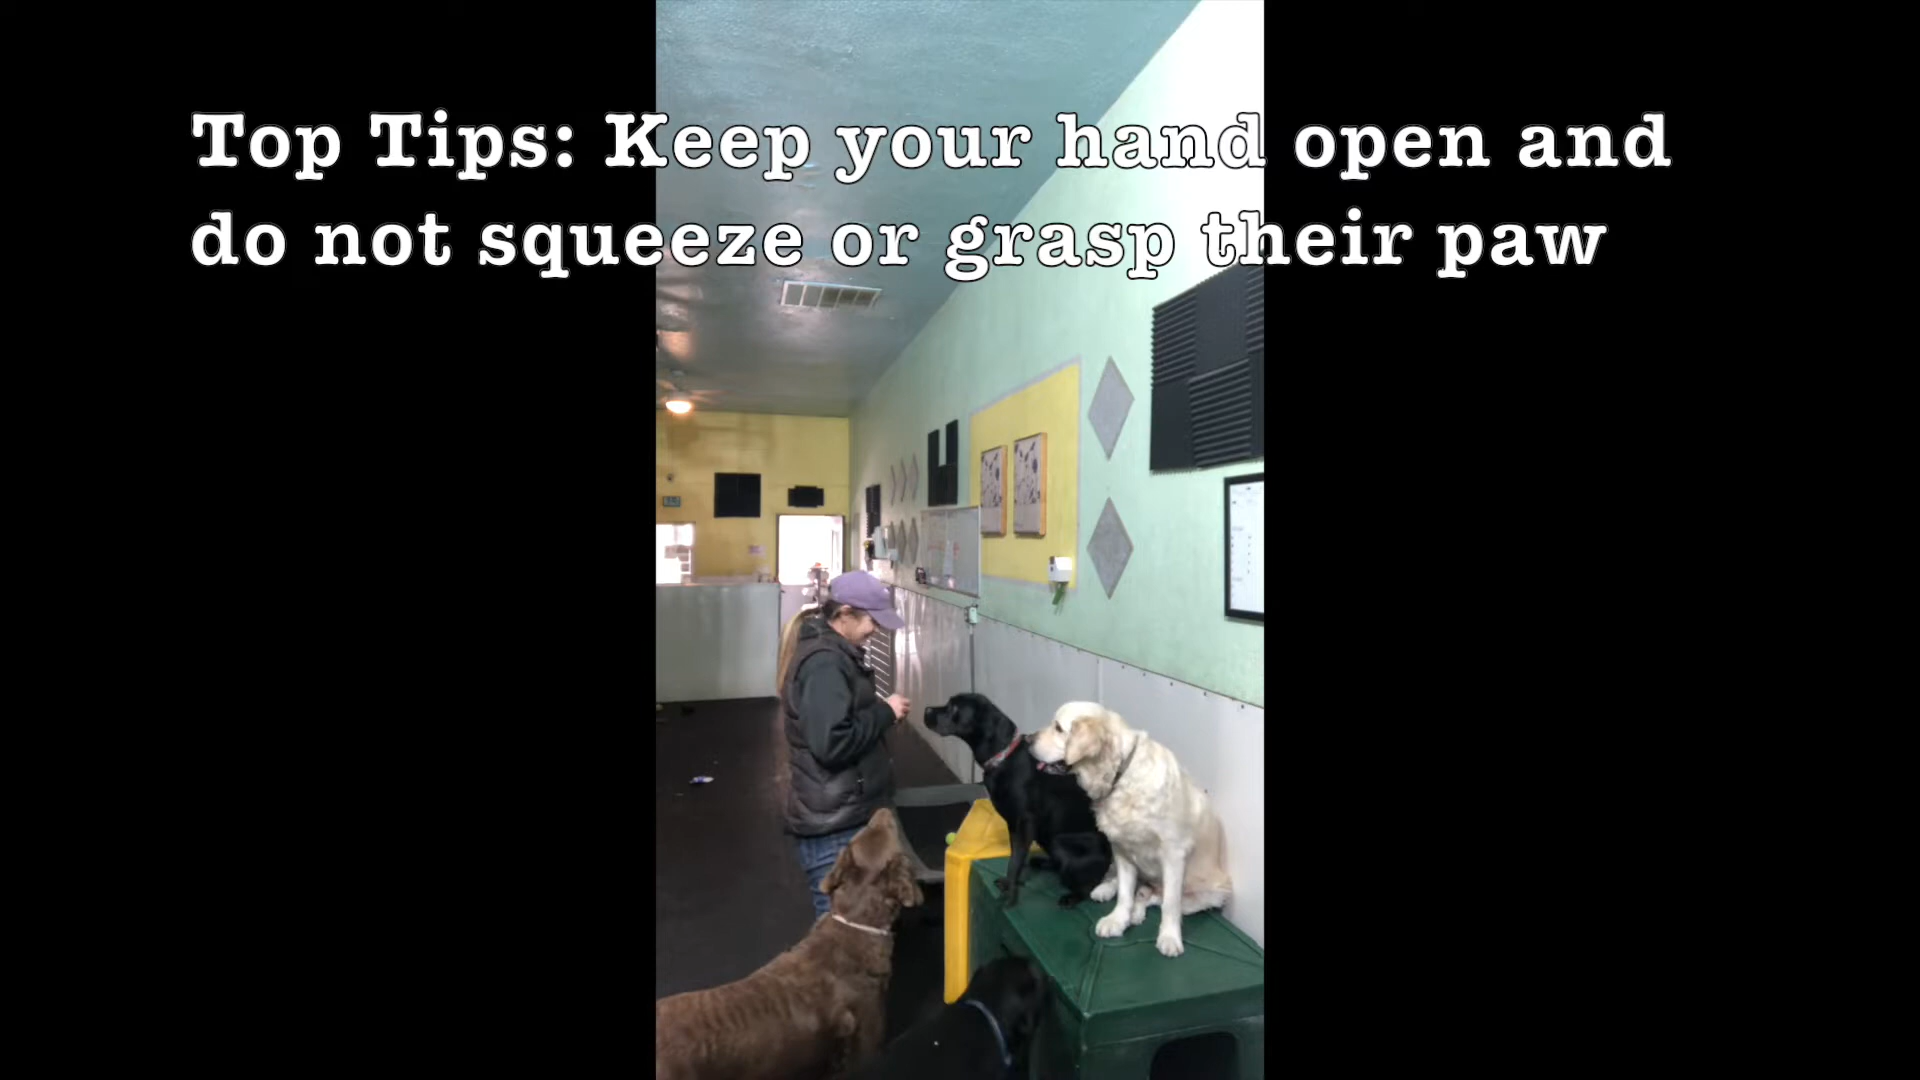 Top Tips: Keep your hand open and
do not squeeze or grasp their paw